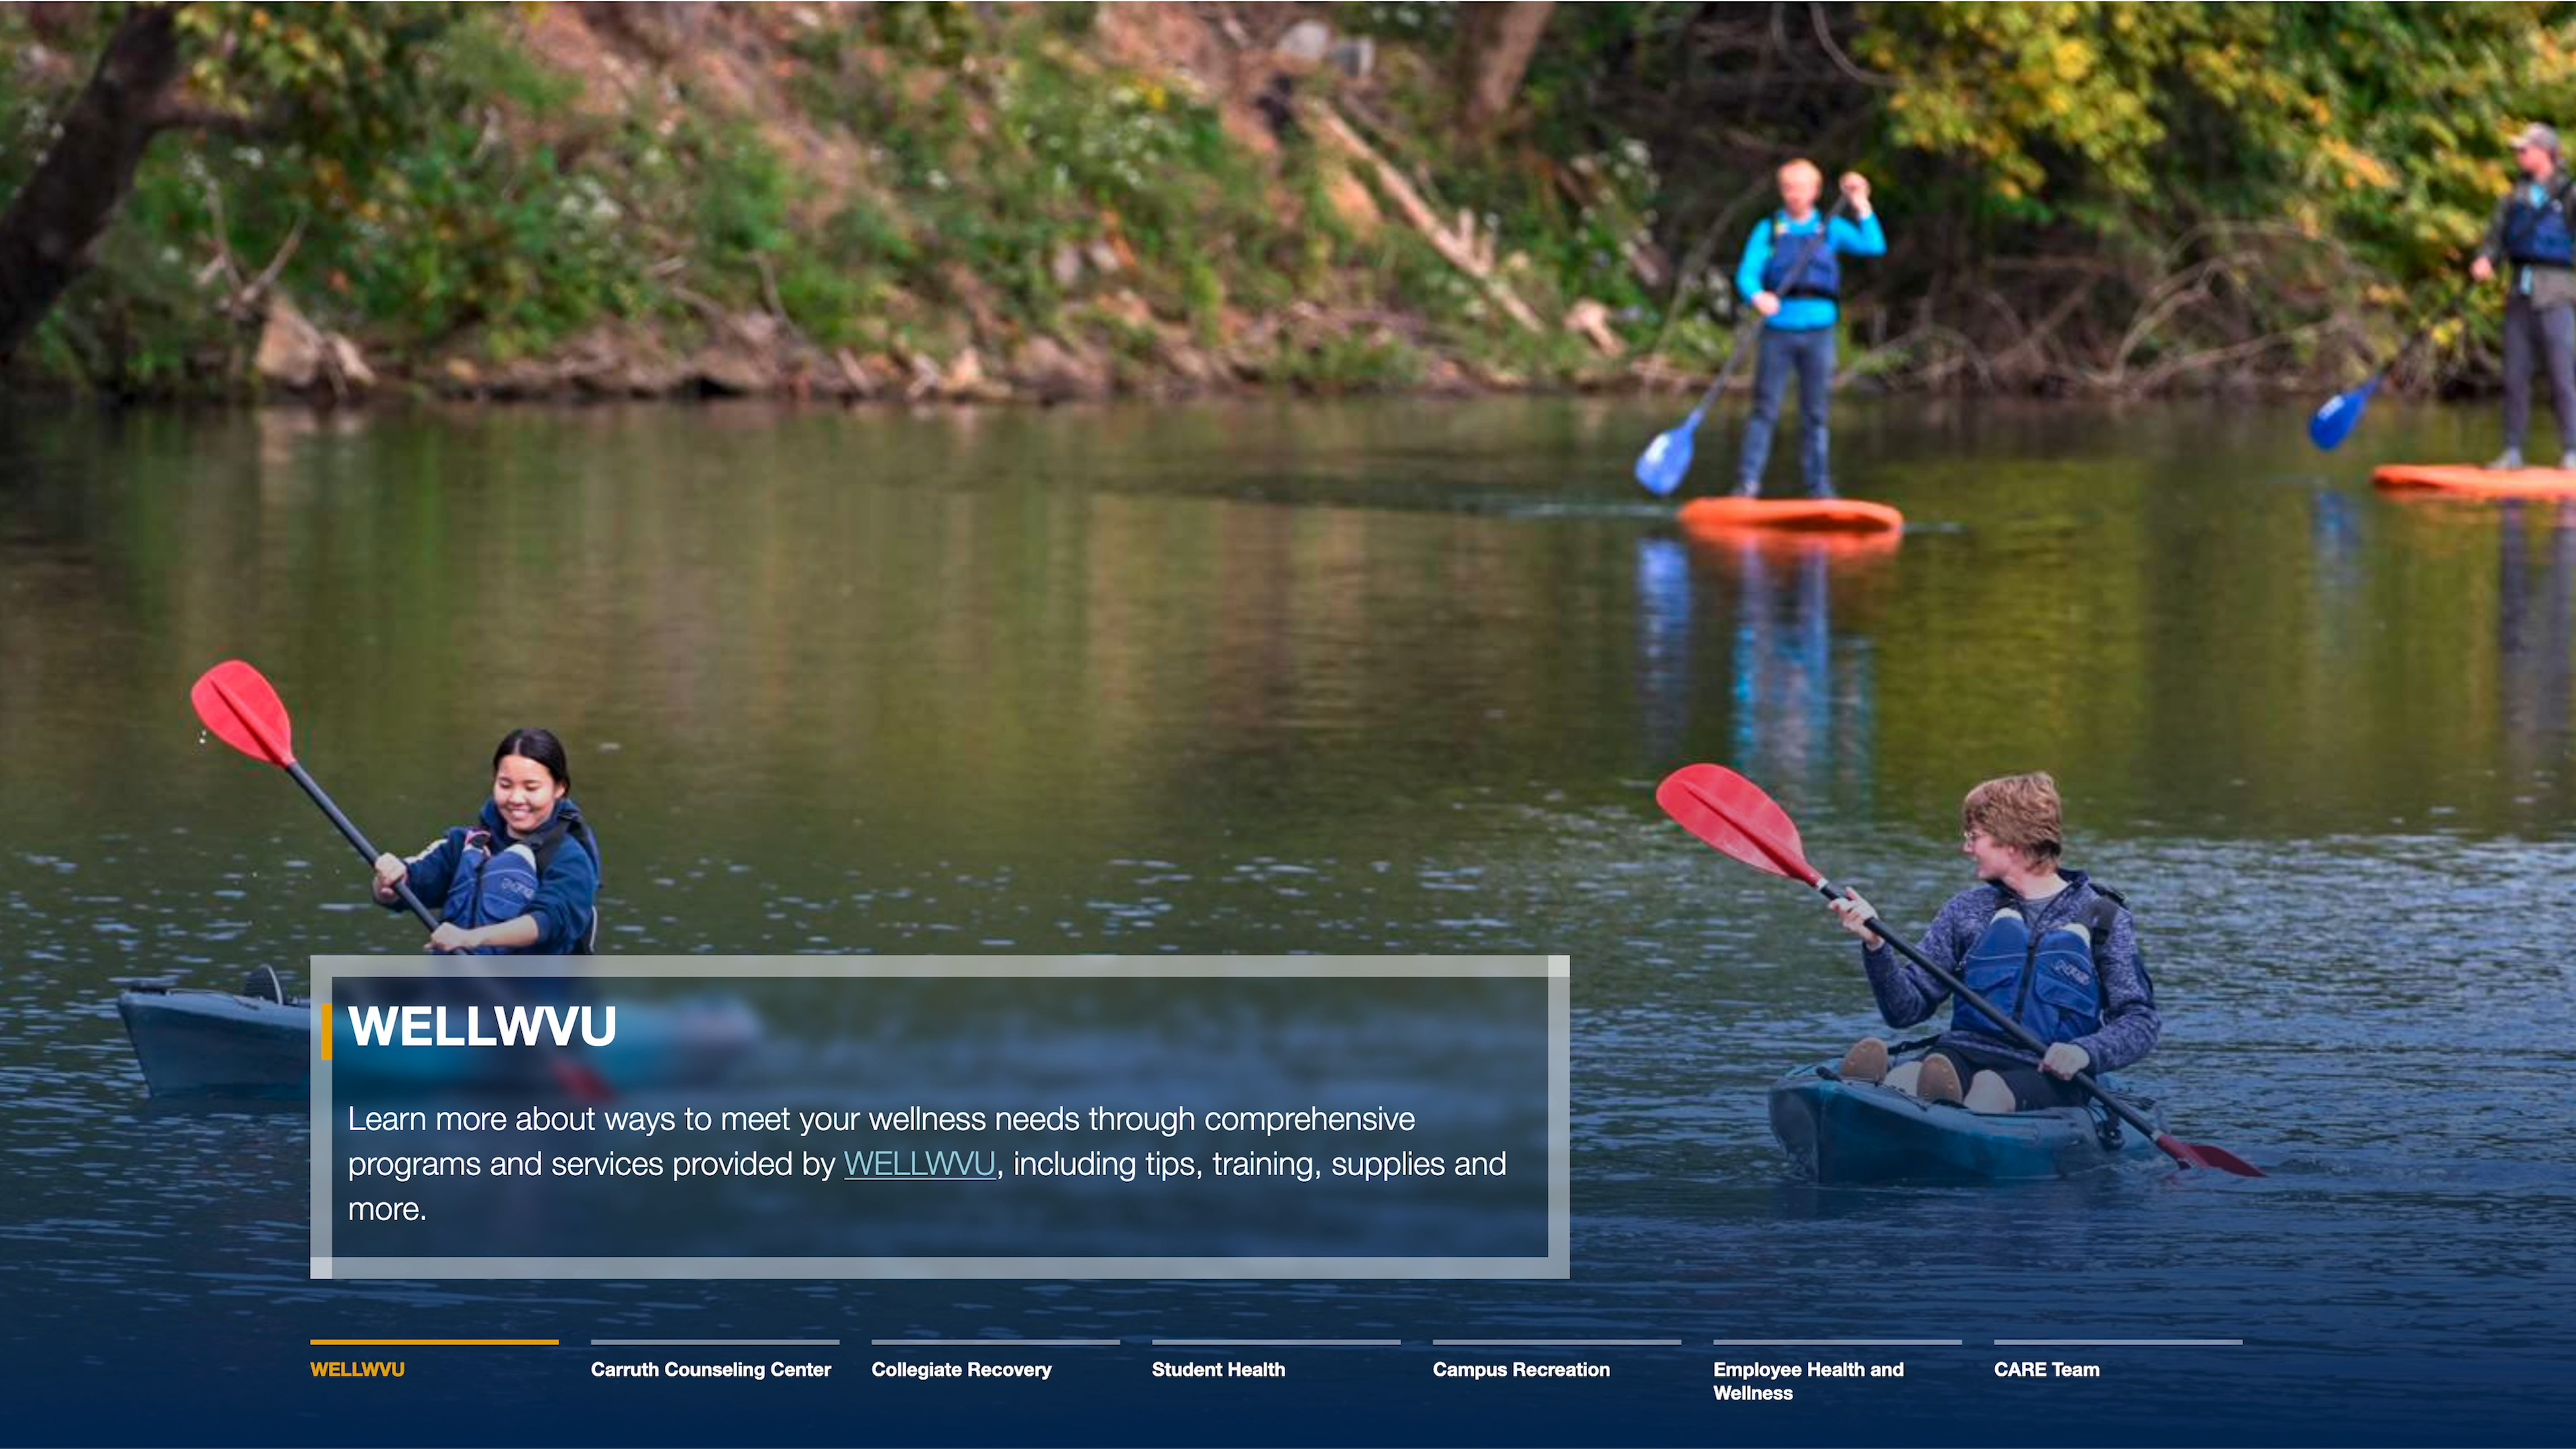 WELLWVU
Learn more about ways to meet your wellness needs through comprehensive
programs and services provided by WELLWVU, including tips, training, supplies and
more.
WELLWVU
Carruth Counseling Center
Collegiate Recovery
Student Health
Campus Recreation
Employee Health and
Wellness
CARE Team